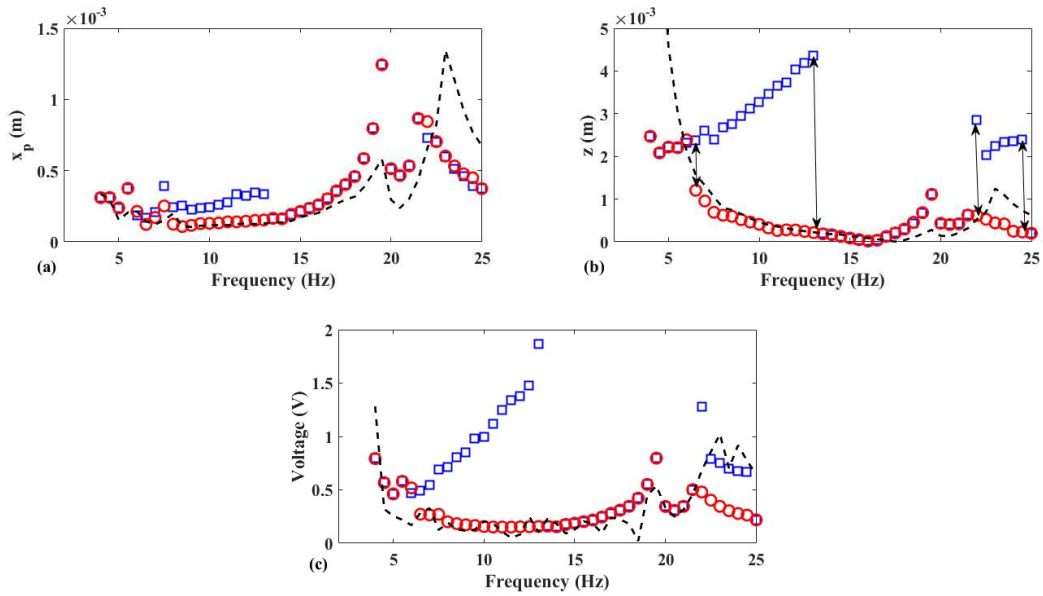 ×10⁻³ ×10⁻³
1.5 5
4
1 3
x_p (m) z (m)
0.5 2
1
0 0
5 10 15 20 25 5 10 15 20 25
(a) Frequency (Hz) (b) Frequency (Hz)
2
1.5
Voltage (V)
1
0.5
0
5 10 15 20 25
(c) Frequency (Hz)